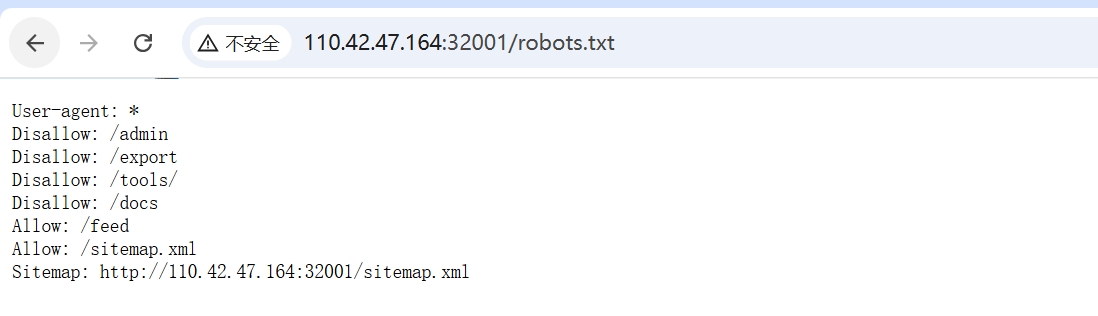 不安全 110.42.47.164:32001/robots.txt
User-agent: *
Disallow: /admin
Disallow: /export
Disallow: /tools/
Disallow: /docs
Allow: /feed
Allow: /sitemap.xml
Sitemap: http://110.42.47.164:32001/sitemap.xml